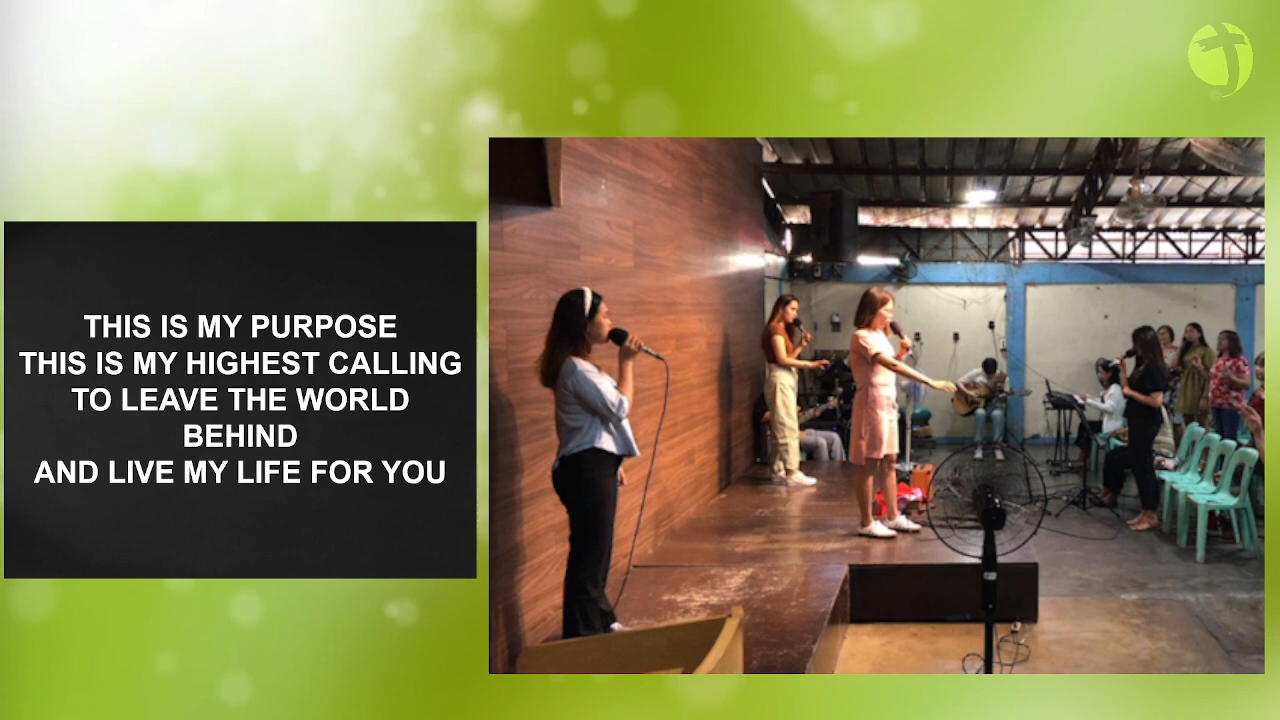 THIS IS MY PURPOSE
THIS IS MY HIGHEST CALLING
TO LEAVE THE WORLD
BEHIND
AND LIVE MY LIFE FOR YOU